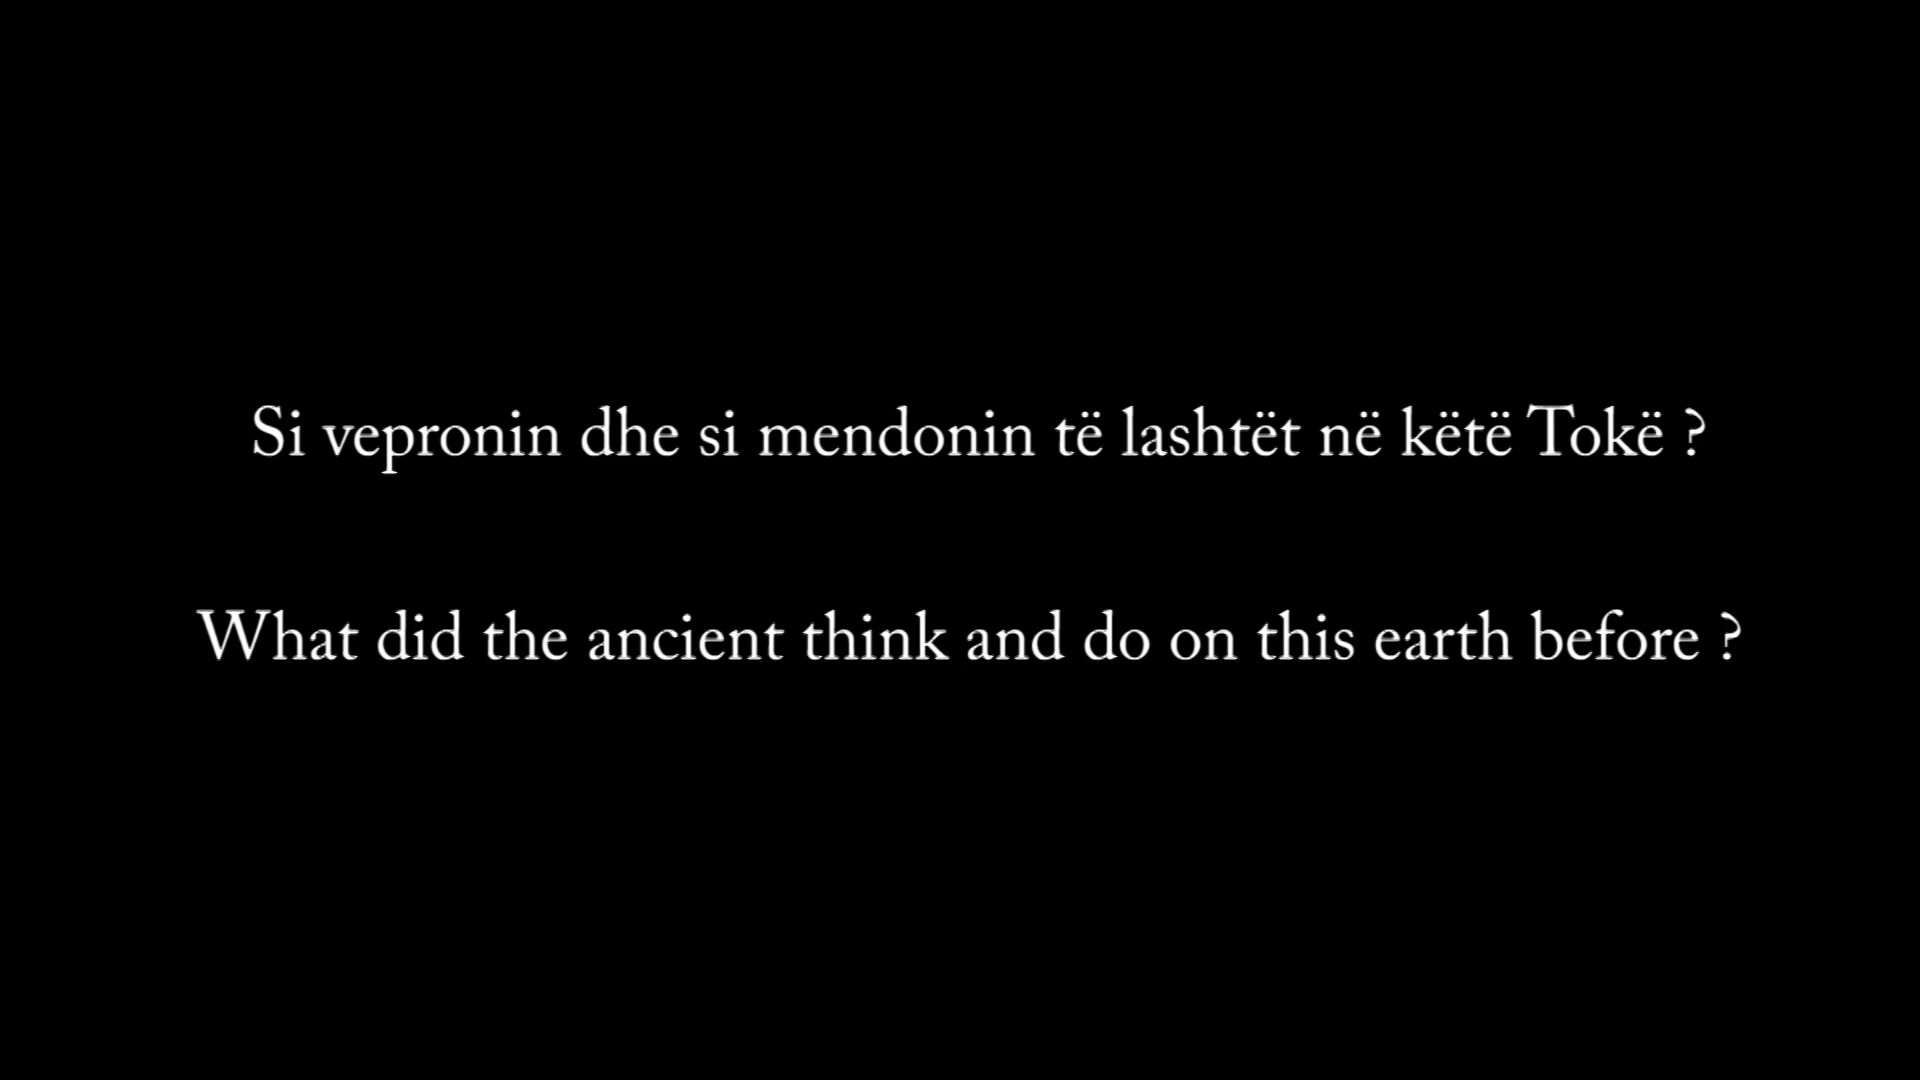 Si vepronin dhe si mendonin të lashtët në këtë Tokë ?
What did the ancient think and do on this earth before ?